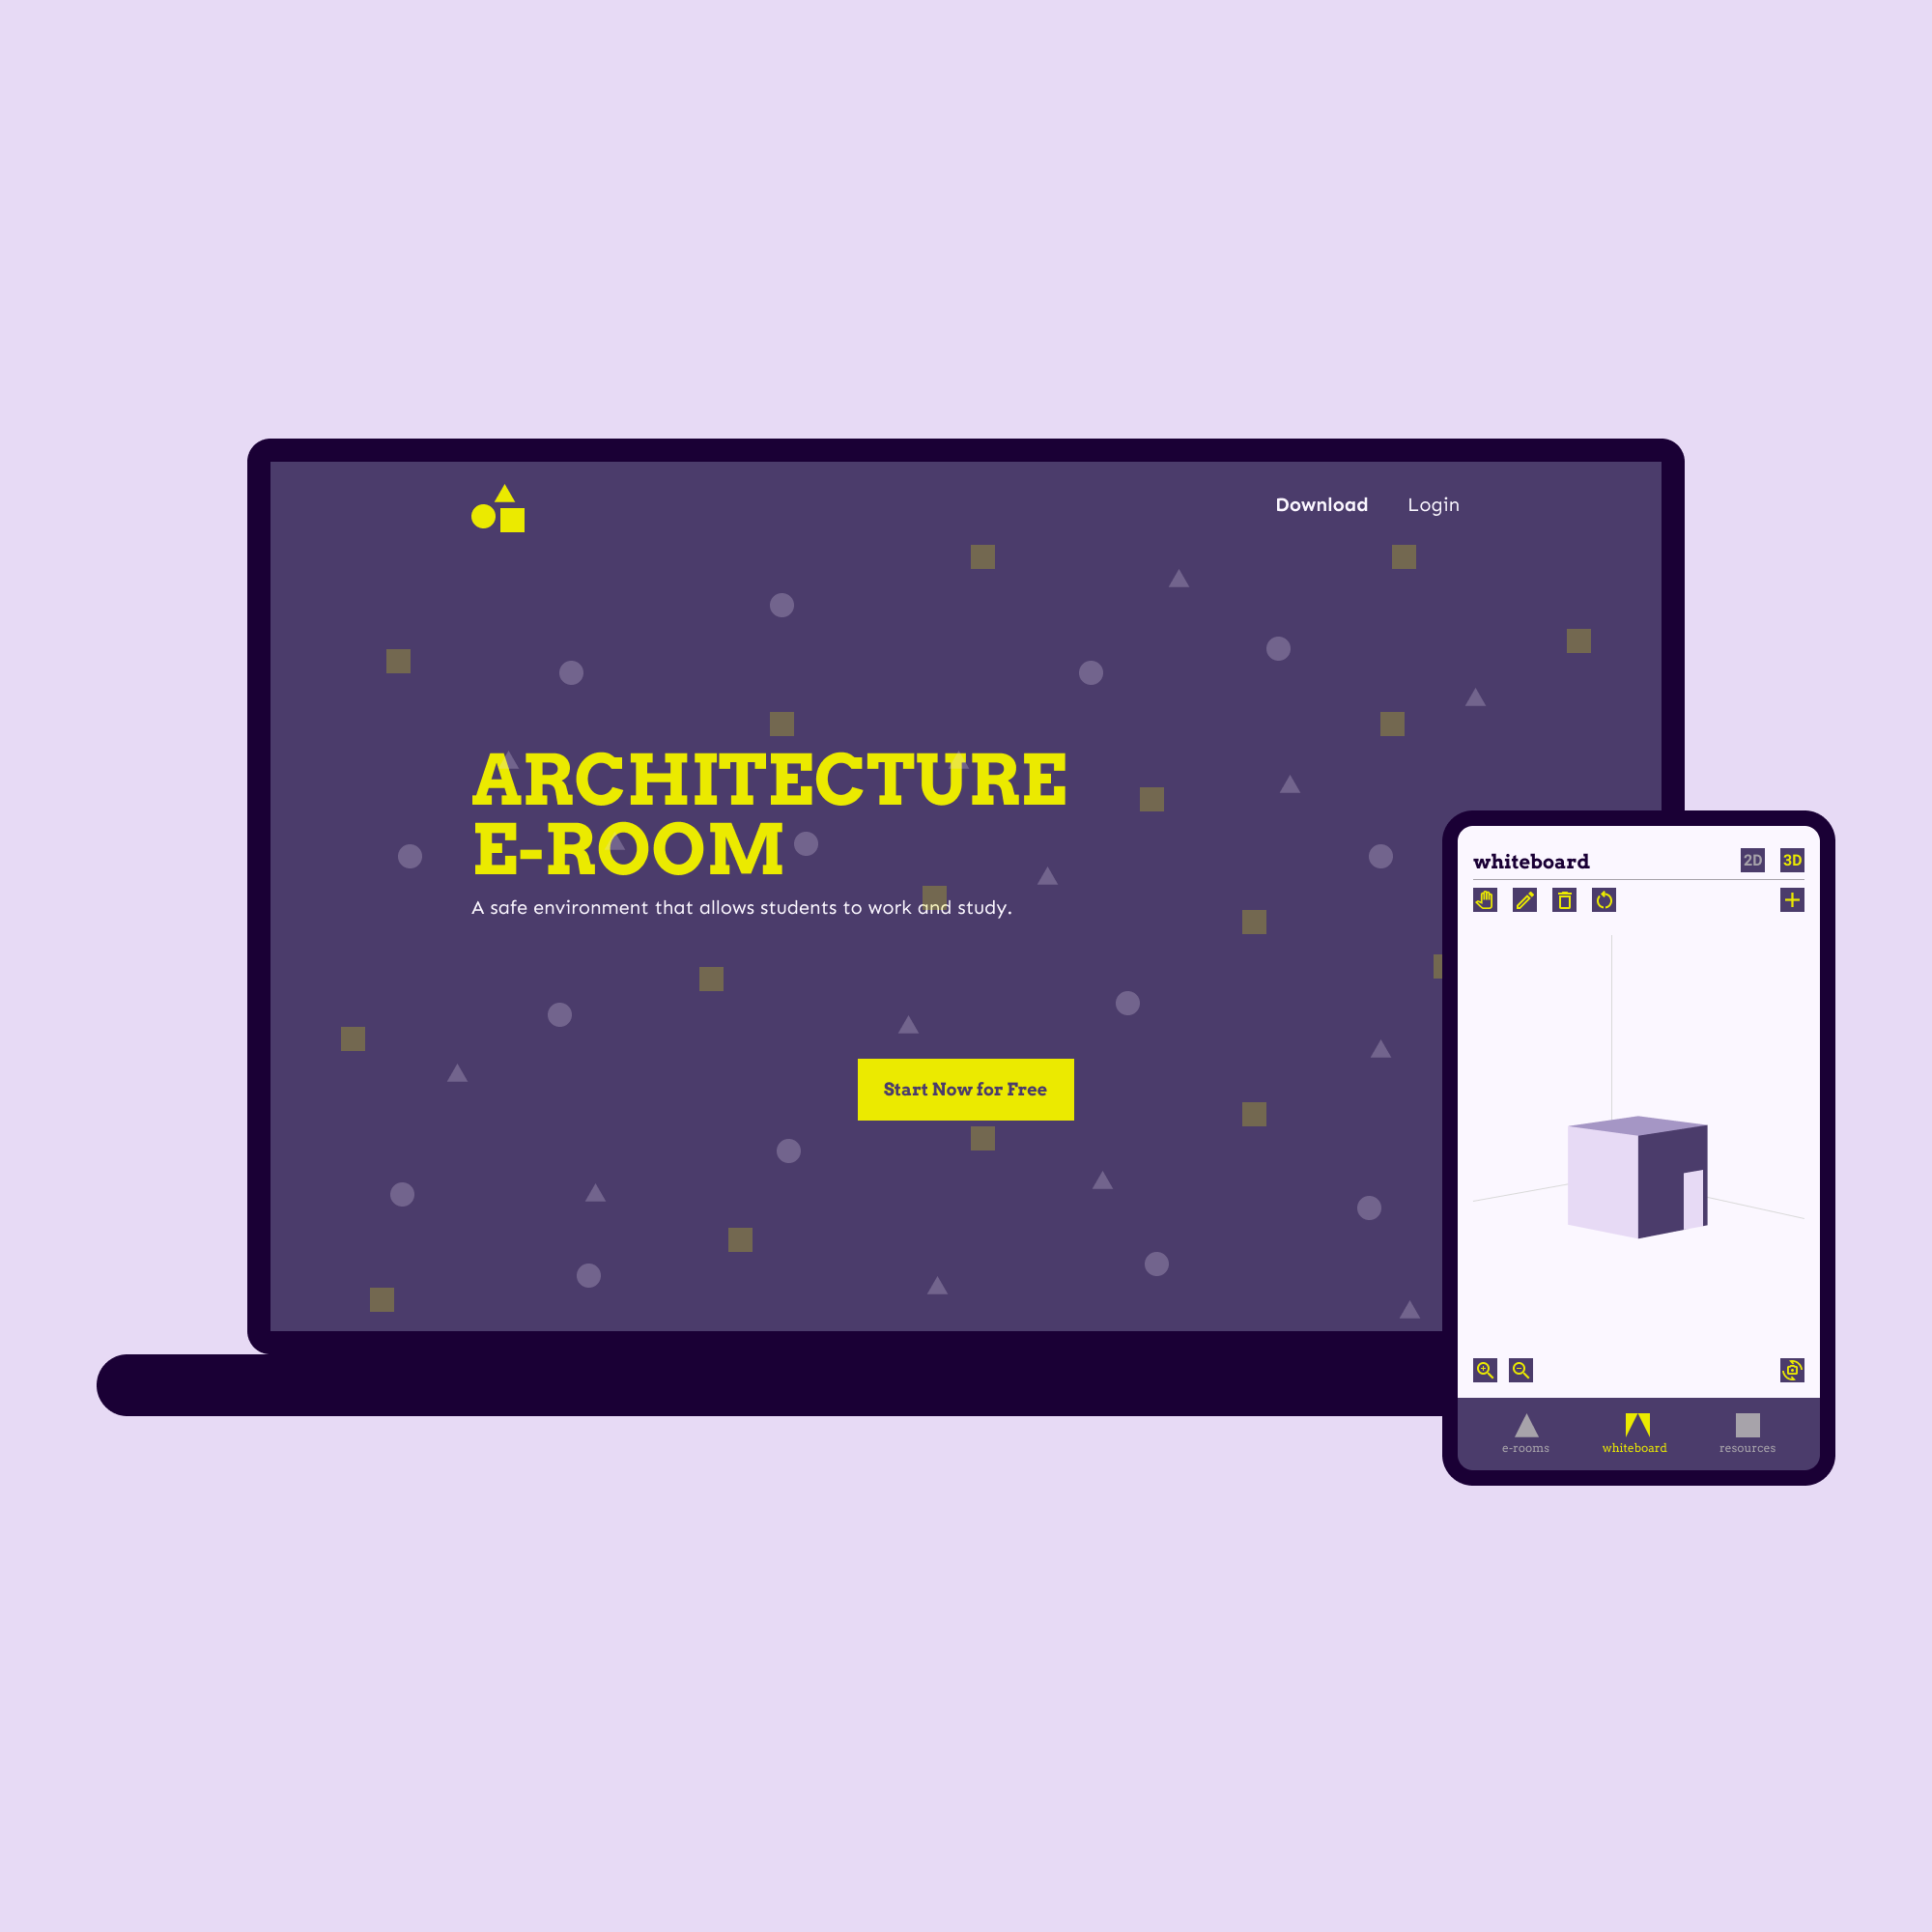 Download Login
ARCHITECTURE
E-ROOM
A safe environment that allows students to work and study.
Start Now for Free
whiteboard 2D 3D
e-rooms whiteboard resources